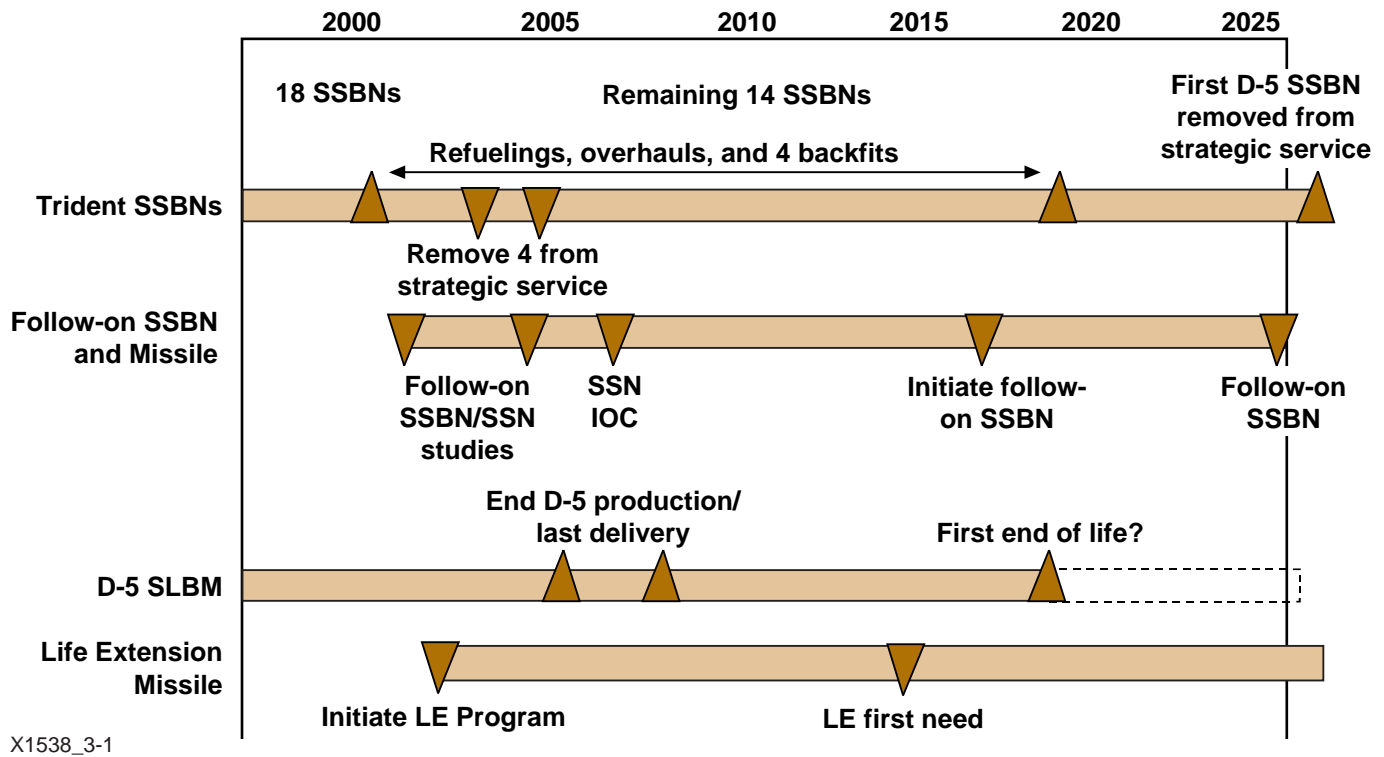 2000 2005 2010 2015 2020 2025
18 SSBNs
Remaining 14 SSBNs
First D-5 SSBN
removed from
strategic service
Refuelings, overhauls, and 4 backfits
Trident SSBNs
Remove 4 from
strategic service
Follow-on SSBN
and Missile
Follow-on
SSBN/SSN
studies
SSN
IOC
Initiate follow-
on SSBN
Follow-on
SSBN
End D-5 production/
last delivery
First end of life?
D-5 SLBM
Life Extension
Missile
Initiate LE Program
LE first need
X1538_3-1